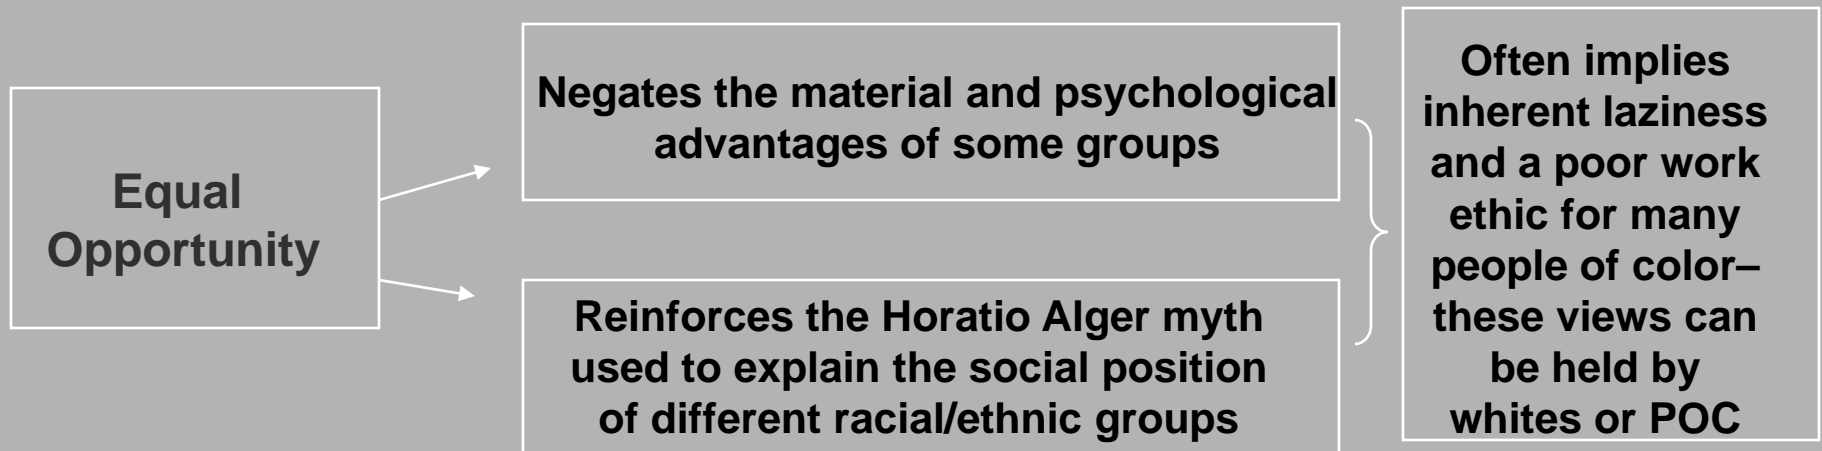 Equal
Opportunity
Negates the material and psychological
advantages of some groups
Reinforces the Horatio Alger myth
used to explain the social position
of different racial/ethnic groups
Often implies
inherent laziness
and a poor work
ethic for many
people of color–
these views can
be held by
whites or POC